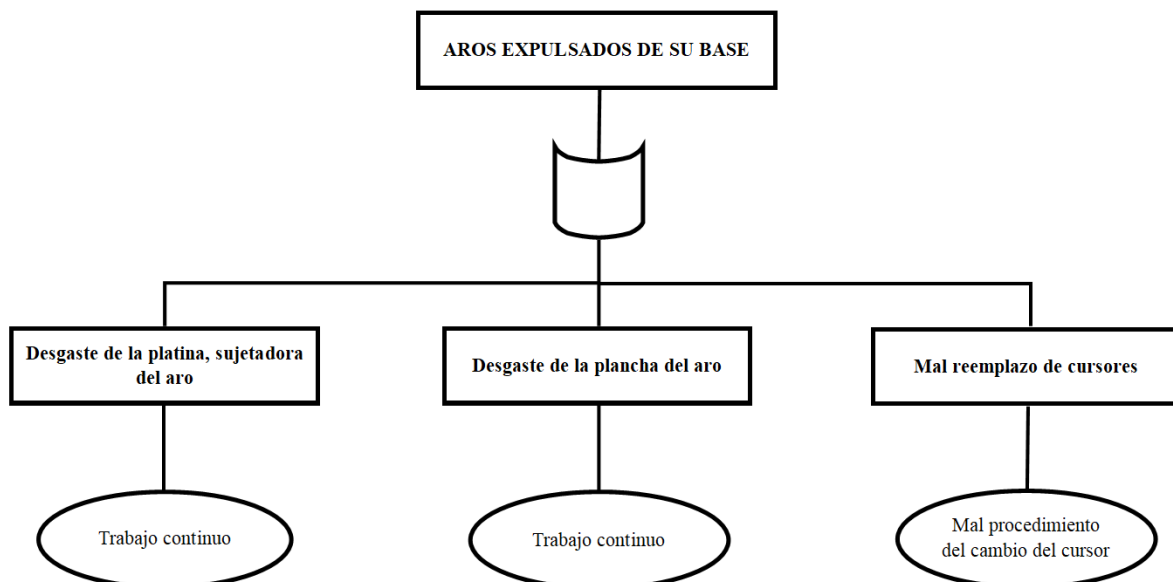 AROS EXPULSADOS DE SU BASE
Desgaste de la platina, sujetadora
del aro
Desgaste de la plancha del aro
Mal reemplazo de cursores
Trabajo continuo
Trabajo continuo
Mal procedimiento
del cambio del cursor